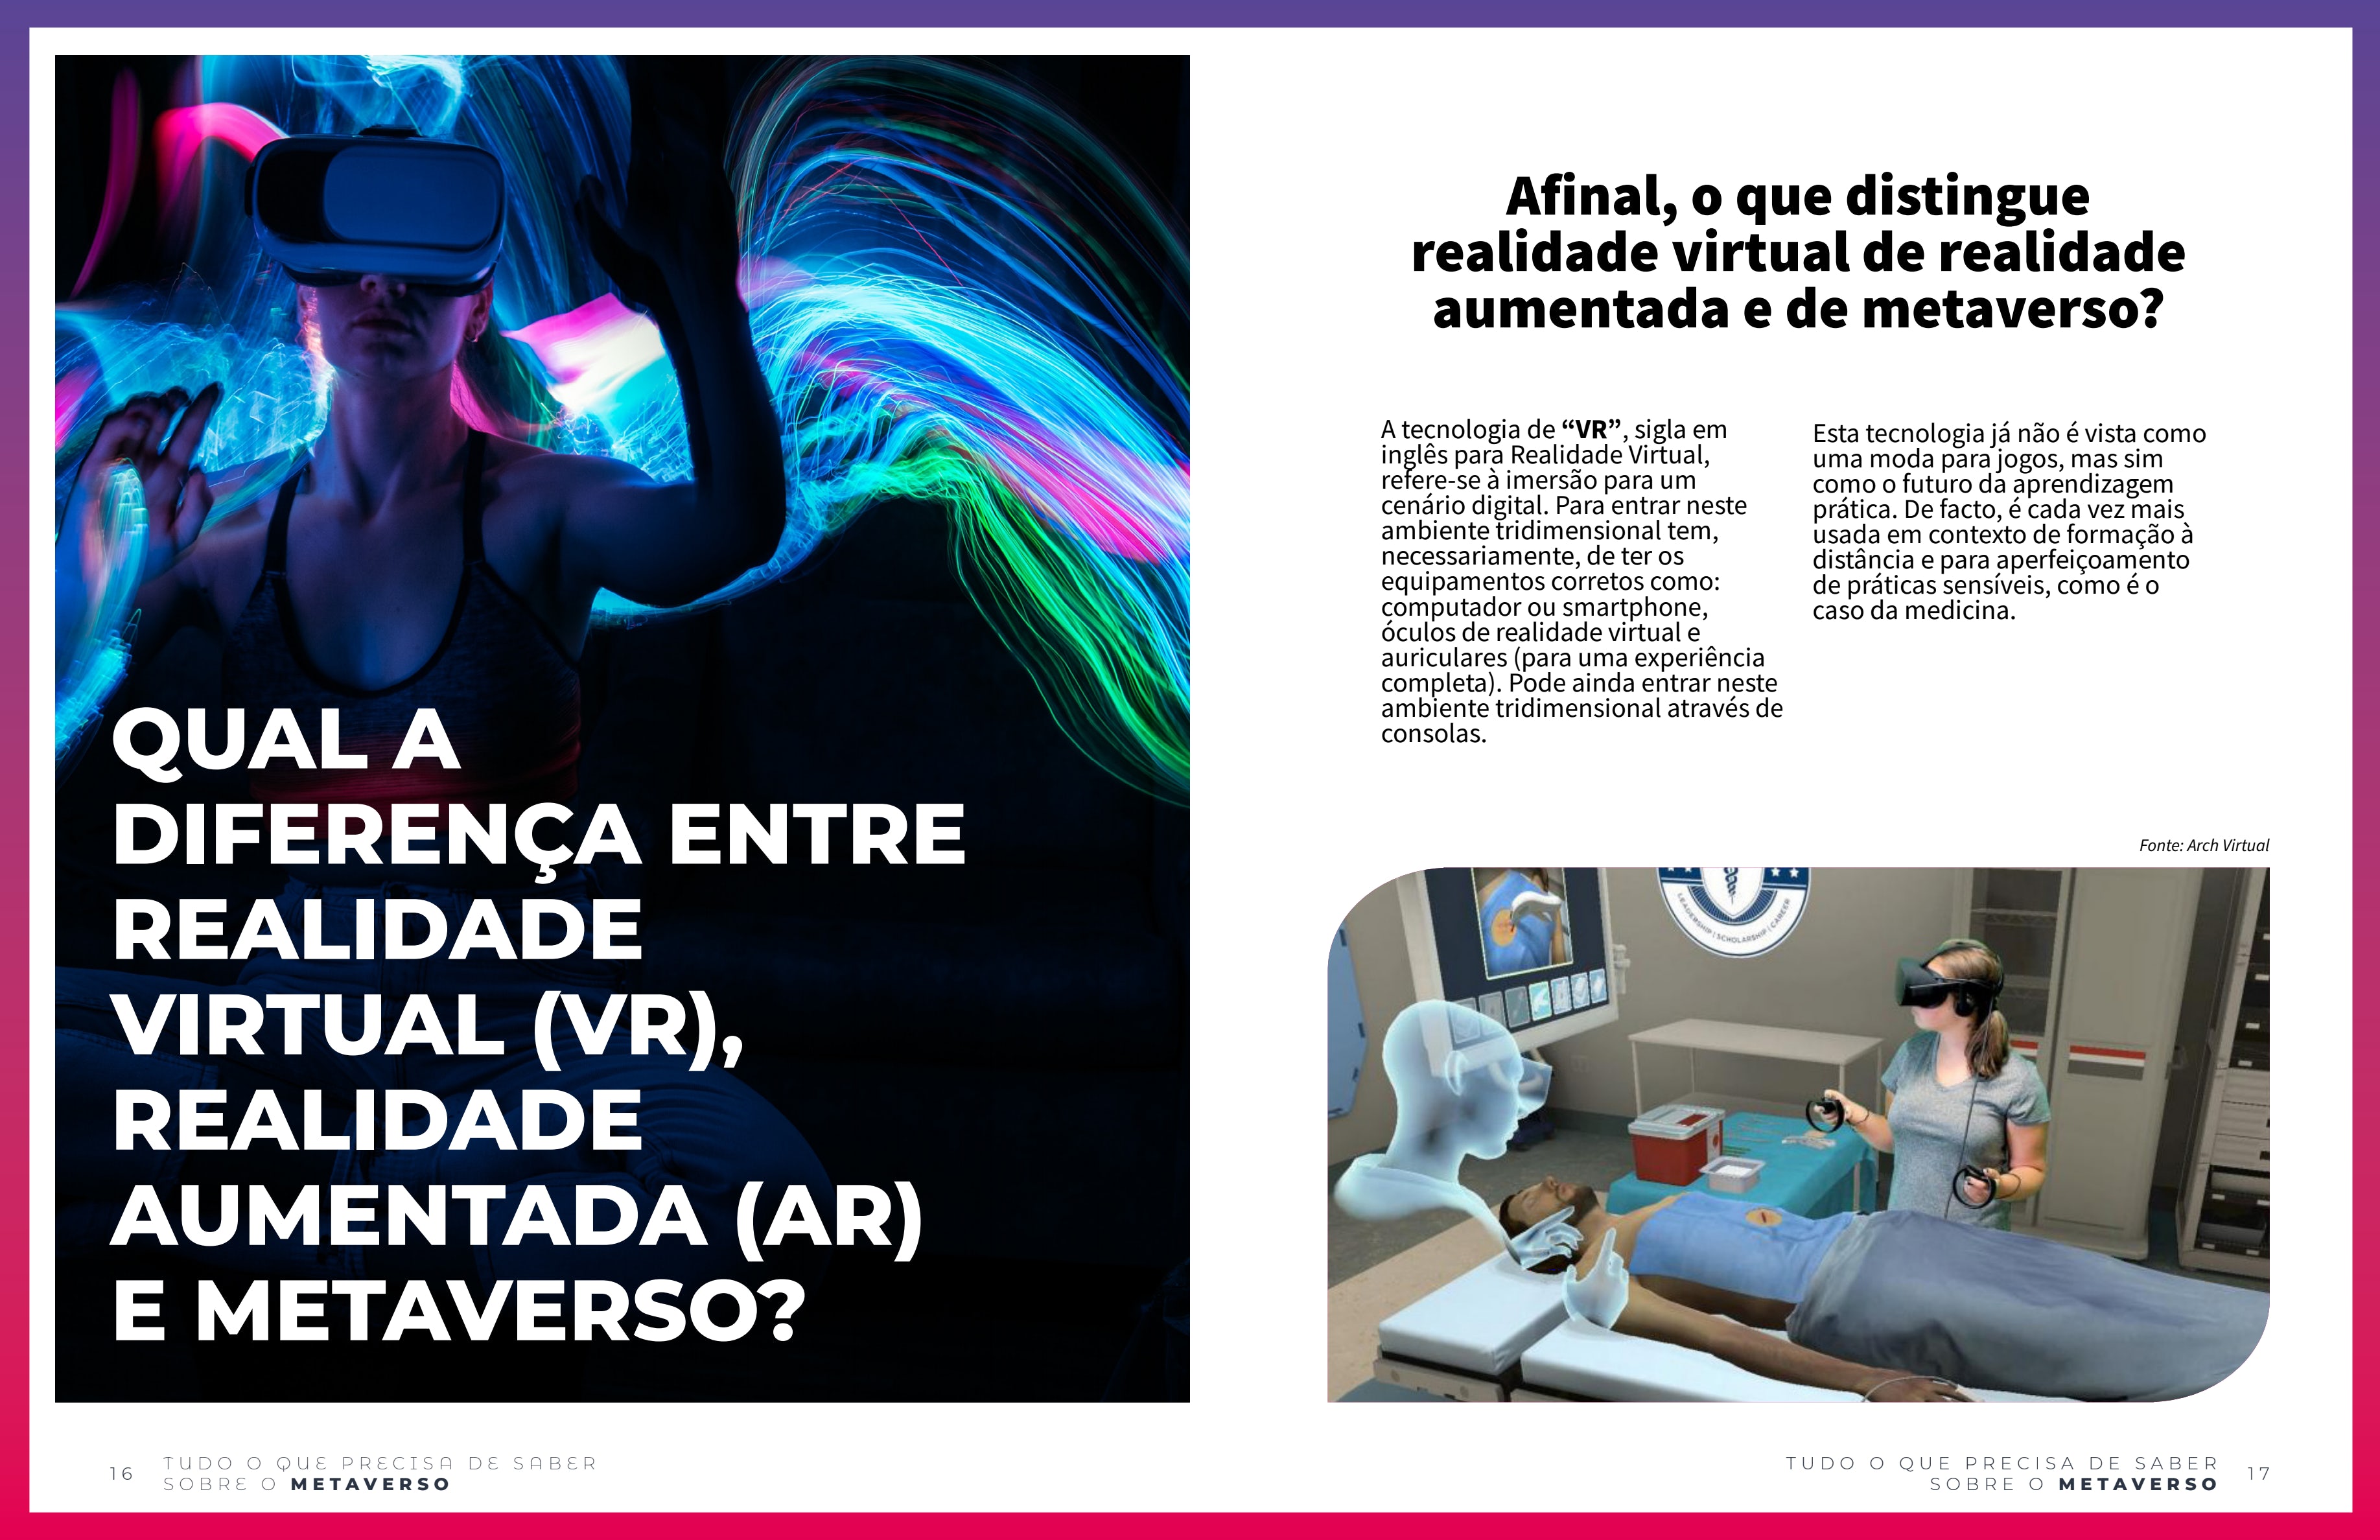 QUAL A
DIFERENÇA ENTRE
REALIDADE
VIRTUAL (VR),
REALIDADE
AUMENTADA (AR)
E METAVERSO?
16
TUDO O QUE PRECISA DE SABER
SOBRE O METAVERSO
Afinal, o que distingue
realidade virtual de realidade
aumentada e de metaverso?
A tecnologia de “VR”, sigla em
inglês para Realidade Virtual,
refere-se à imersão para um
cenário digital. Para entrar neste
ambiente tridimensional tem,
necessariamente, de ter os
equipamentos corretos como:
computador ou smartphone,
óculos de realidade virtual e
auriculares (para uma experiência
completa). Pode ainda entrar neste
ambiente tridimensional através de
consolas.
Esta tecnologia já não é vista como
uma moda para jogos, mas sim
como o futuro da aprendizagem
prática. De facto, é cada vez mais
usada em contexto de formação à
distância e para aperfeiçoamento
de práticas sensíveis, como é o
caso da medicina.
Fonte: Arch Virtual
LEADERSHIP | SCHOLARSHIP | CAREER
TUDO O QUE PRECISA DE SABER
SOBRE O METAVERSO
17